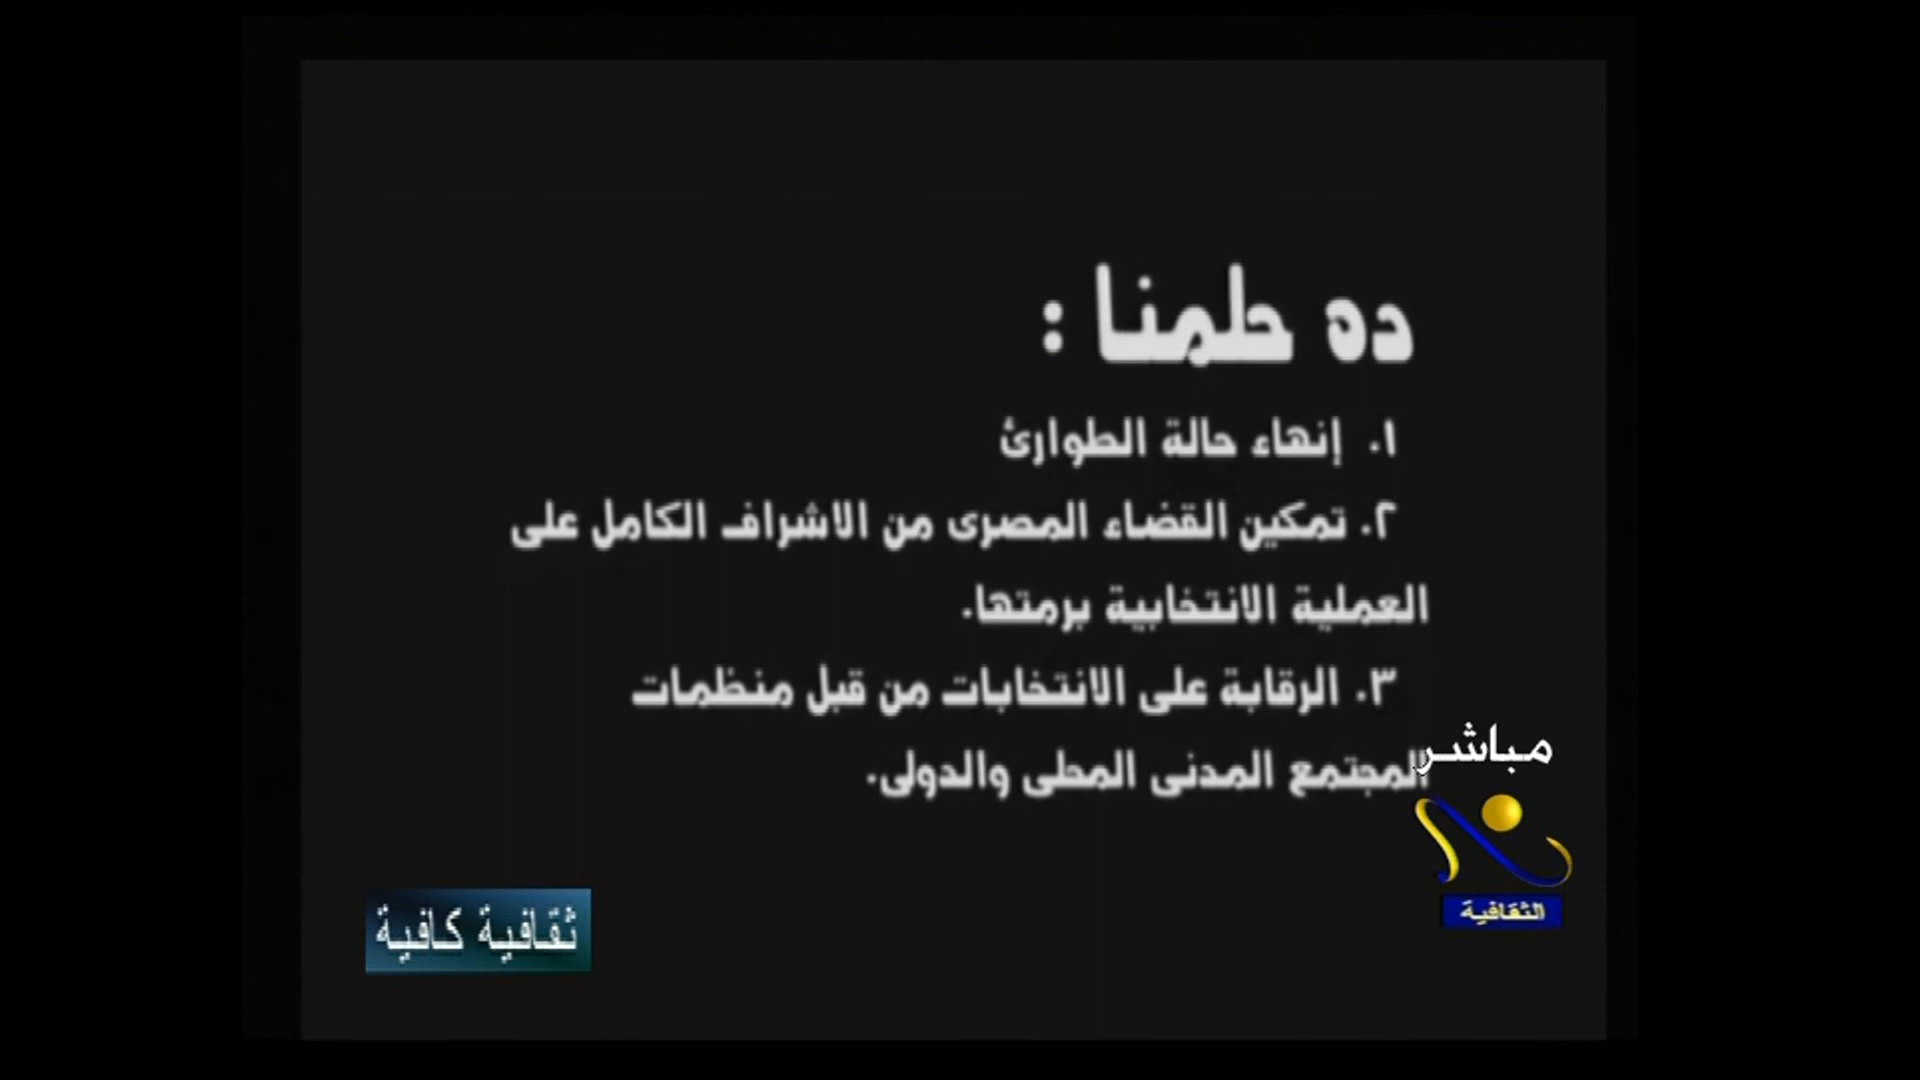 ده حلمنا :
١. إنهاء حالة الطوارئ
٢. تمكين القضاء المصرى من الاشراف الكامل على
العملية الانتخابية برمتها.
٣. الرقابة على الانتخابات من قبل منظمات
المجتمع المدنى المحلى والدولى.
مباشر
الثقافية
ثقافية كافية